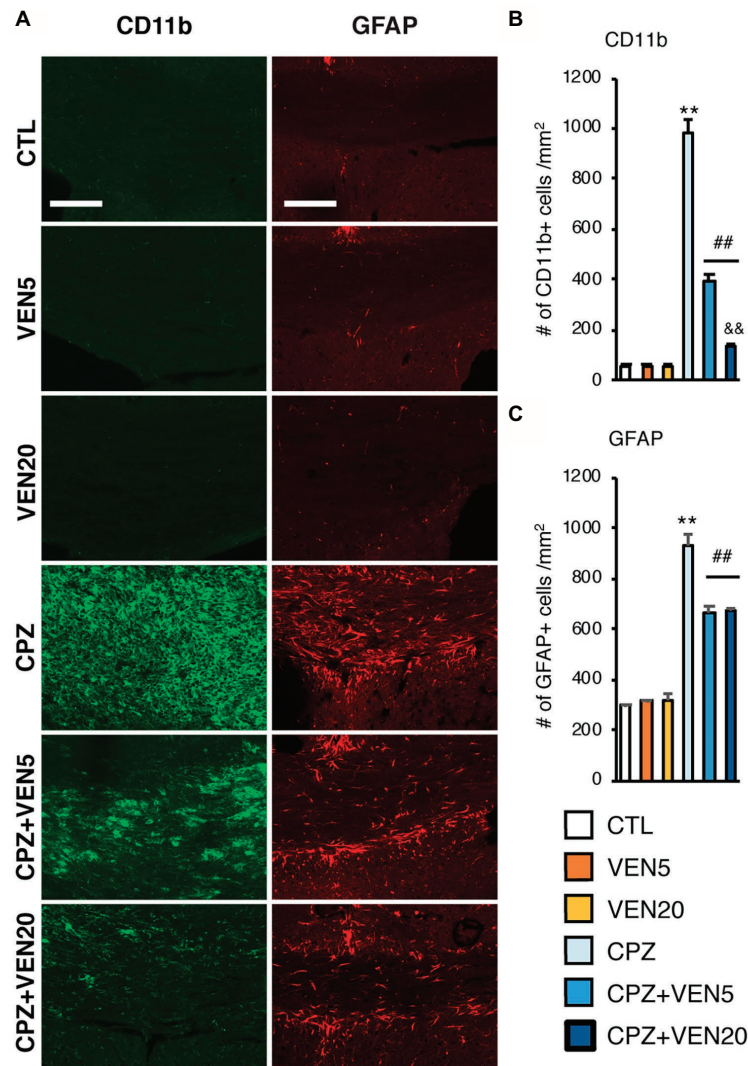 A
CD11b
GFAP
CTL
VEN5
VEN20
CPZ
CPZ+VEN5
CPZ+VEN20
B
CD11b
# of CD11b+ cells /mm²
1200
1000
800
600
400
200
0
**
##
&&
C
GFAP
# of GFAP+ cells /mm²
1200
1000
800
600
400
200
0
**
##
CTL
VEN5
VEN20
CPZ
CPZ+VEN5
CPZ+VEN20